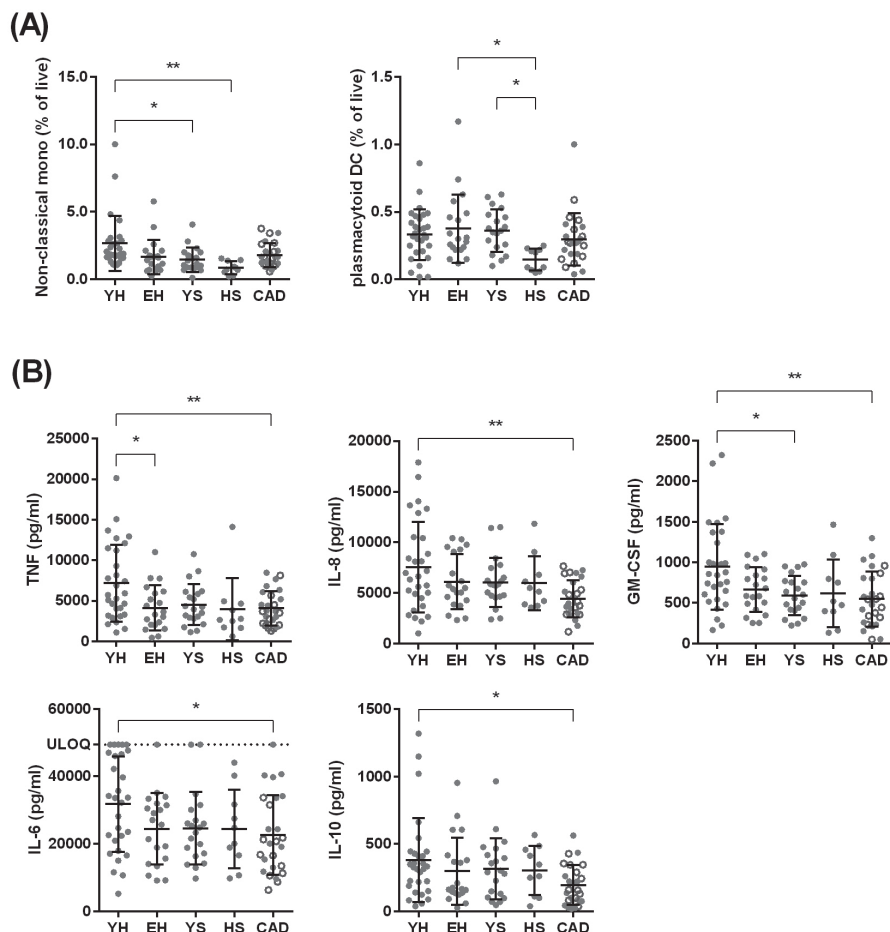 (A)
Non-classical mono (% of live)
15.0
10.0
5.0
0.0
**
*
YH EH YS HS CAD
plasmacytoid DC (% of live)
1.5
1.0
0.5
0.0
*
*
YH EH YS HS CAD
(B)
TNF (pg/ml)
25000
20000
15000
10000
5000
0
**
*
YH EH YS HS CAD
IL-8 (pg/ml)
20000
15000
10000
5000
0
**
YH EH YS HS CAD
GM-CSF (pg/ml)
2500
2000
1500
1000
500
0
**
*
YH EH YS HS CAD
IL-6 (pg/ml)
60000
ULOQ
40000
20000
0
*
YH EH YS HS CAD
IL-10 (pg/ml)
1500
1000
500
0
*
YH EH YS HS CAD